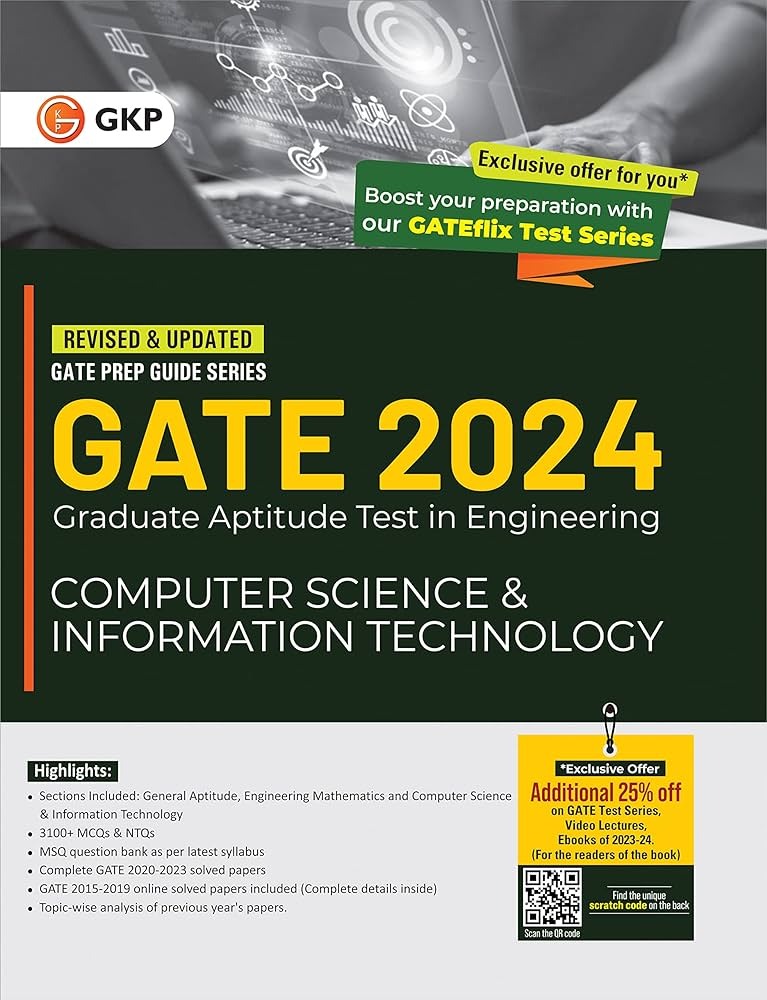 GKP
Exclusive offer for you*
Boost your preparation with
our GATEflix Test Series
REVISED & UPDATED
GATE PREP GUIDE SERIES
GATE 2024
Graduate Aptitude Test in Engineering
COMPUTER SCIENCE &
INFORMATION TECHNOLOGY
Highlights:
• Sections Included: General Aptitude, Engineering Mathematics and Computer Science
& Information Technology
• 3100+ MCQs & NTQs
• MSQ question bank as per latest syllabus
• Complete GATE 2020-2023 solved papers
• GATE 2015-2019 online solved papers included (Complete details inside)
• Topic-wise analysis of previous year's papers.
*Exclusive Offer
Additional 25% off
on GATE Test Series,
Video Lectures,
Ebooks of 2023-24.
(For the readers of the book)
Scan the QR code
Find the unique
scratch code on the back